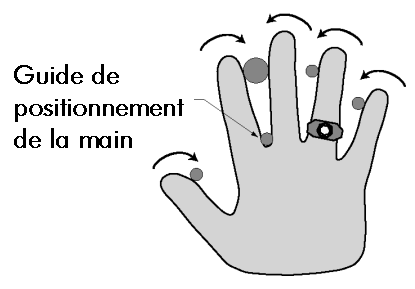 Guide de
positionnement
de la main